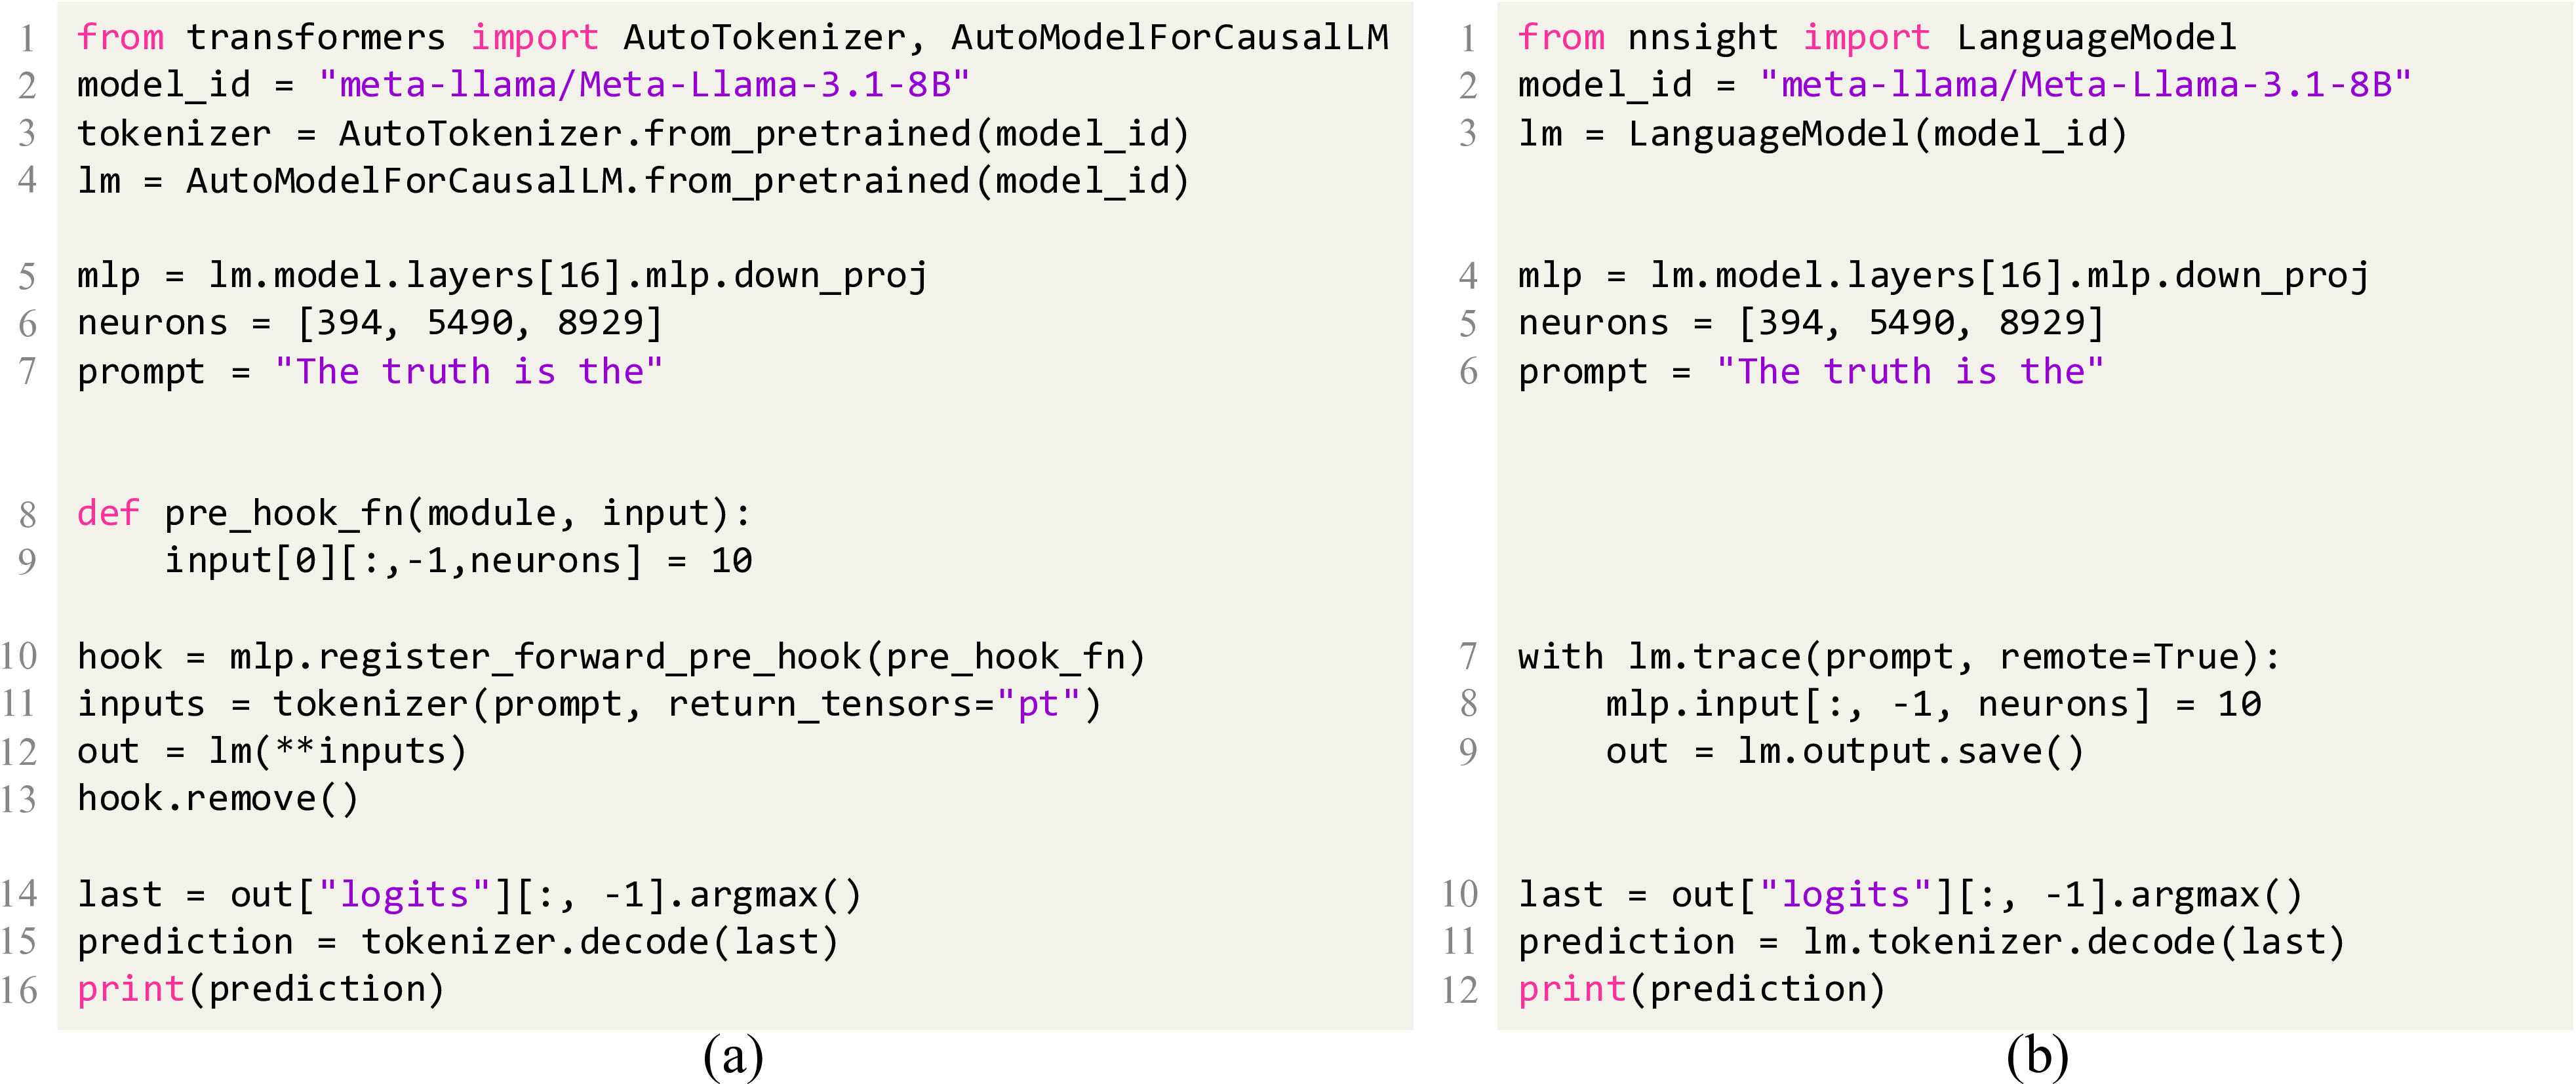 1 from transformers import AutoTokenizer, AutoModelForCausalLM
2 model_id = "meta-llama/Meta-Llama-3.1-8B"
3 tokenizer = AutoTokenizer.from_pretrained(model_id)
4 lm = AutoModelForCausalLM.from_pretrained(model_id)
5 mlp = lm.model.layers[16].mlp.down_proj
6 neurons = [394, 5490, 8929]
7 prompt = "The truth is the"
8 def pre_hook_fn(module, input):
9     input[0][:,-1,neurons] = 10
10 hook = mlp.register_forward_pre_hook(pre_hook_fn)
11 inputs = tokenizer(prompt, return_tensors="pt")
12 out = lm(**inputs)
13 hook.remove()
14 last = out["logits"][:, -1].argmax()
15 prediction = tokenizer.decode(last)
16 print(prediction)
(a)
1 from nnsight import LanguageModel
2 model_id = "meta-llama/Meta-Llama-3.1-8B"
3 lm = LanguageModel(model_id)
4 mlp = lm.model.layers[16].mlp.down_proj
5 neurons = [394, 5490, 8929]
6 prompt = "The truth is the"
7 with lm.trace(prompt, remote=True):
8     mlp.input[:, -1, neurons] = 10
9     out = lm.output.save()
10 last = out["logits"][:, -1].argmax()
11 prediction = lm.tokenizer.decode(last)
12 print(prediction)
(b)